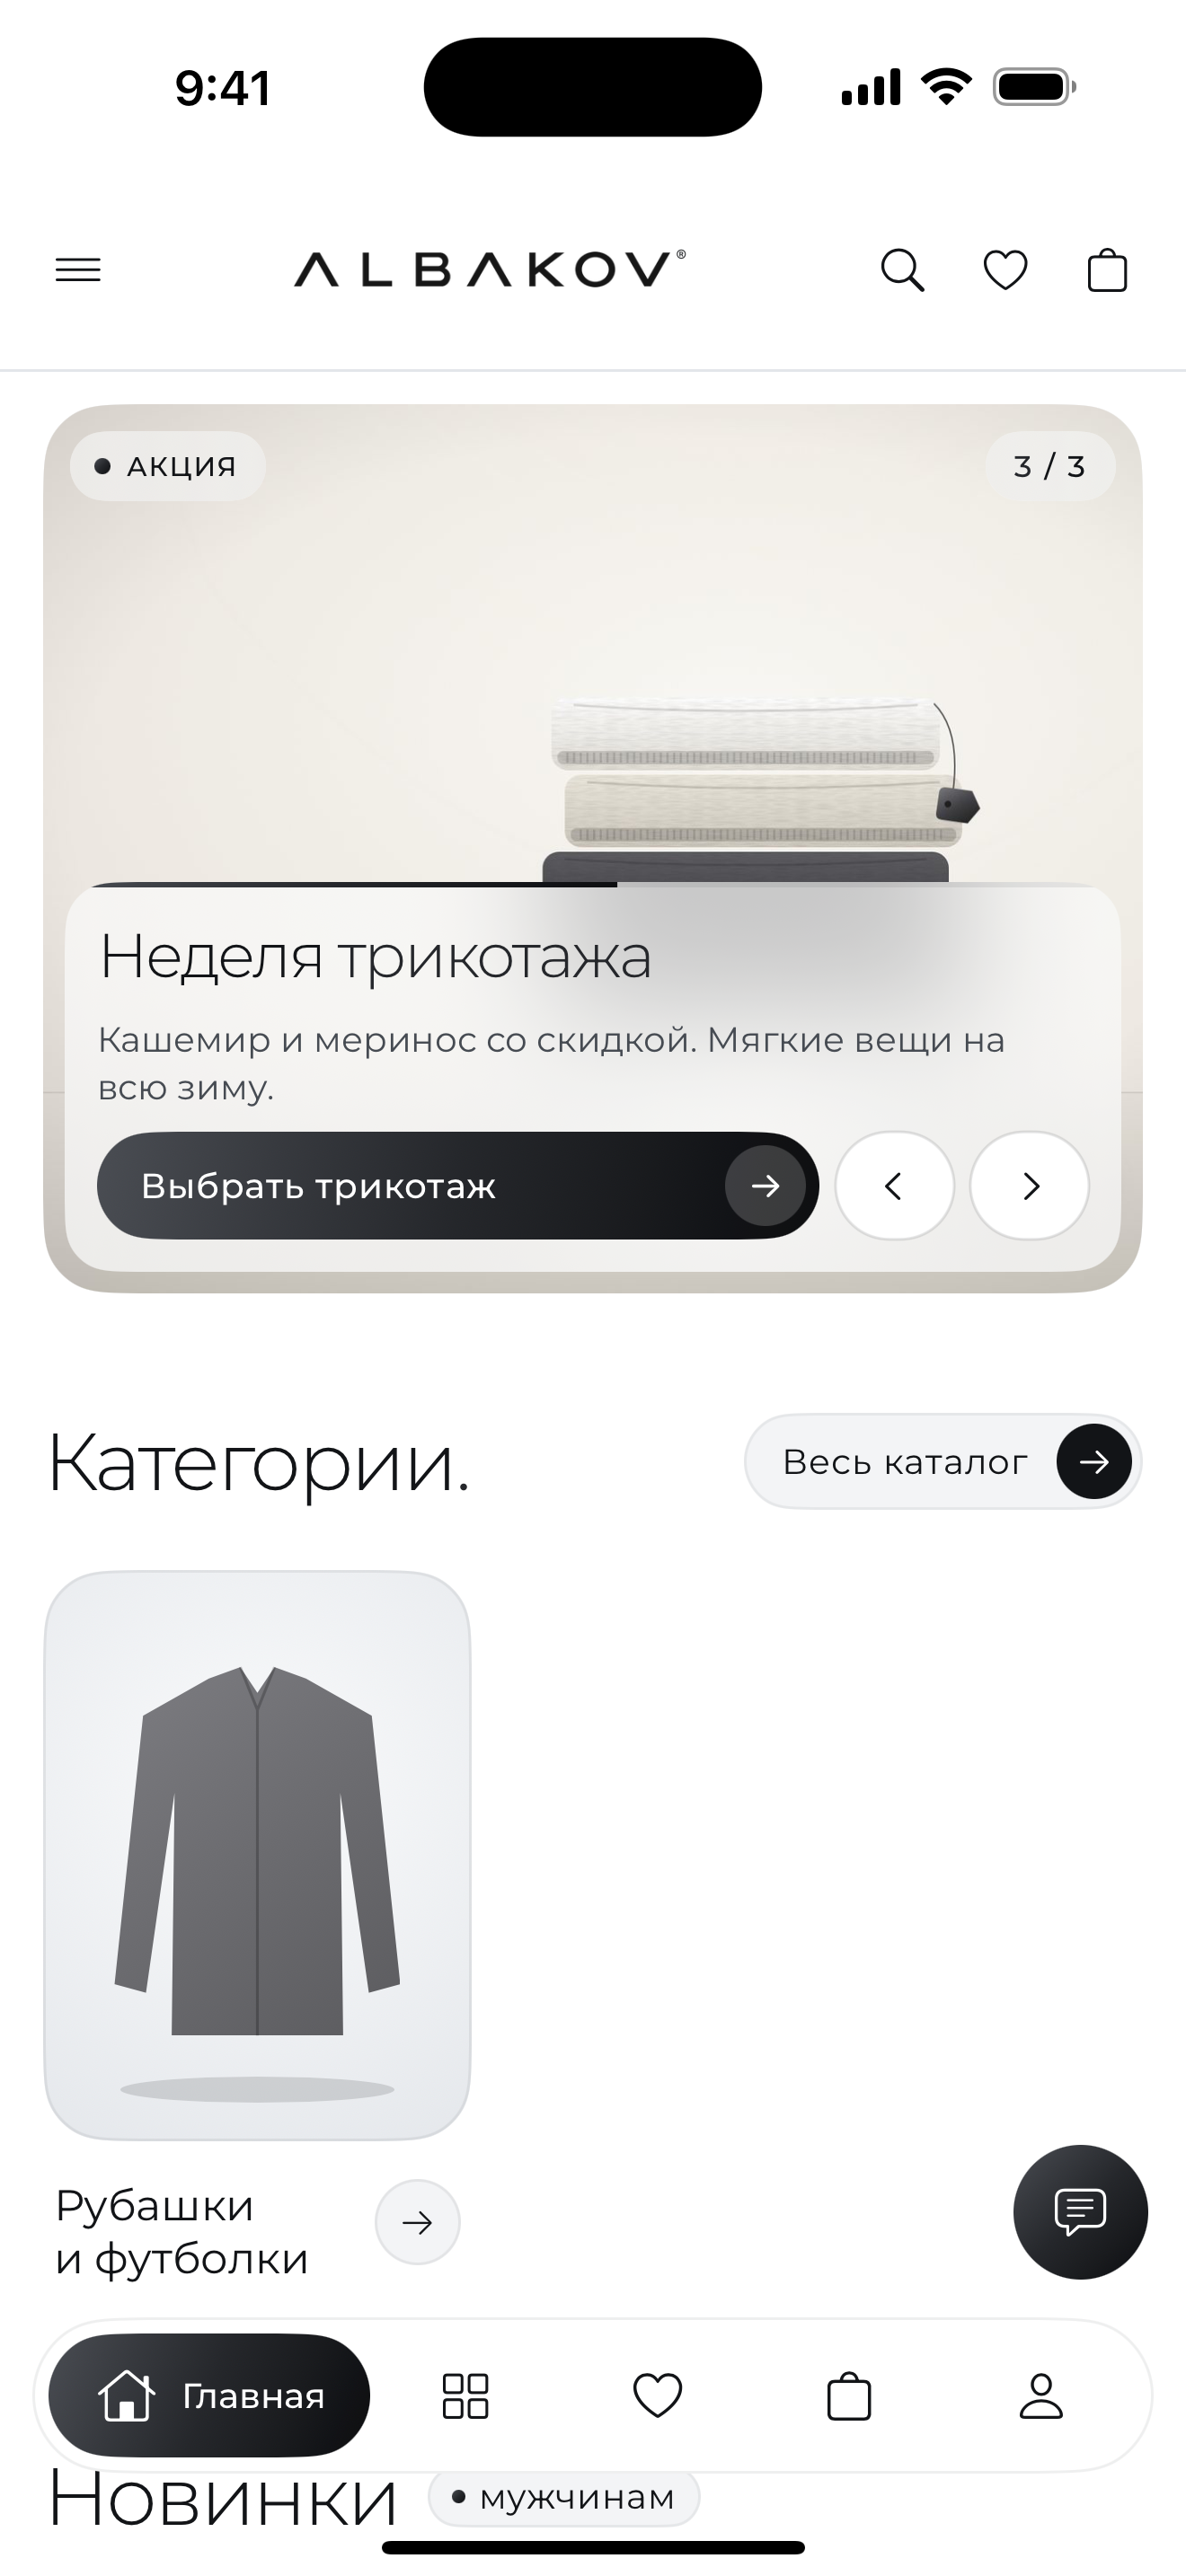 9:41
ALBAKOV®
АКЦИЯ
3 / 3
Неделя трикотажа
Кашемир и меринос со скидкой. Мягкие вещи на
всю зиму.
Выбрать трикотаж
Категории.
Весь каталог
Рубашки
и футболки
Главная
Новинки
мужчинам